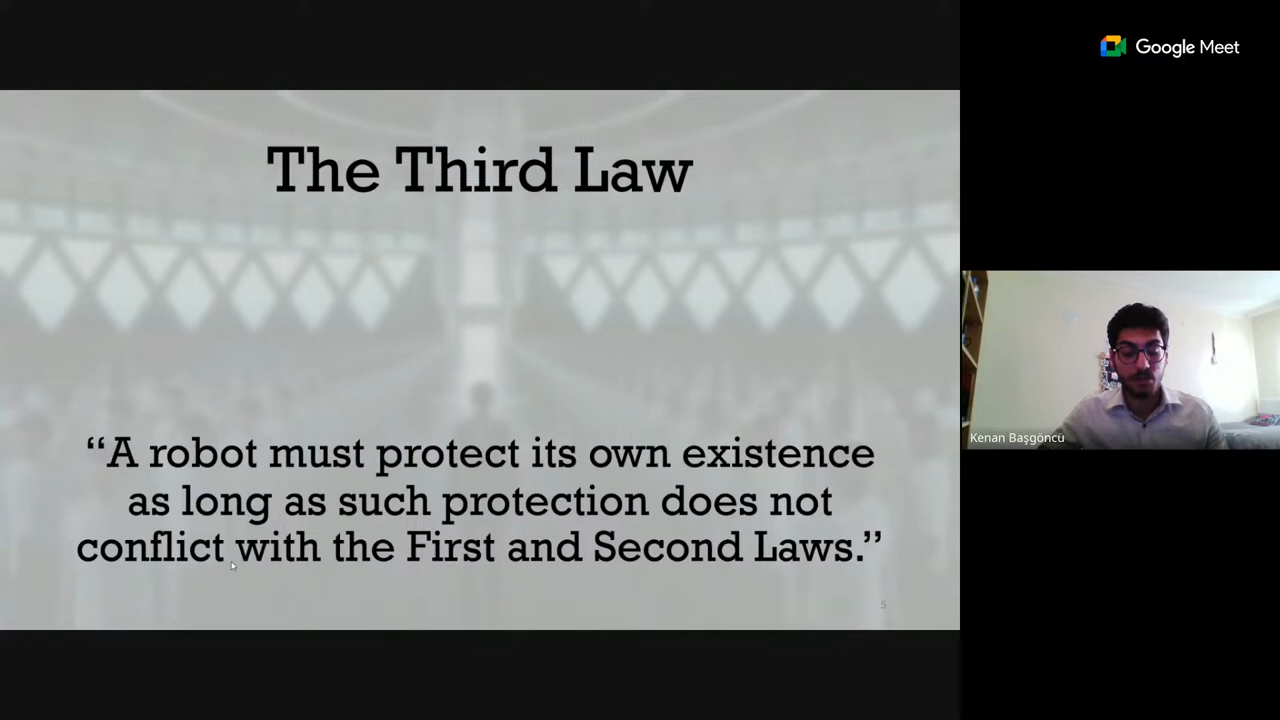 Google Meet
The Third Law
“A robot must protect its own existence
as long as such protection does not
conflict with the First and Second Laws.”
5
Kenan Başgöncü